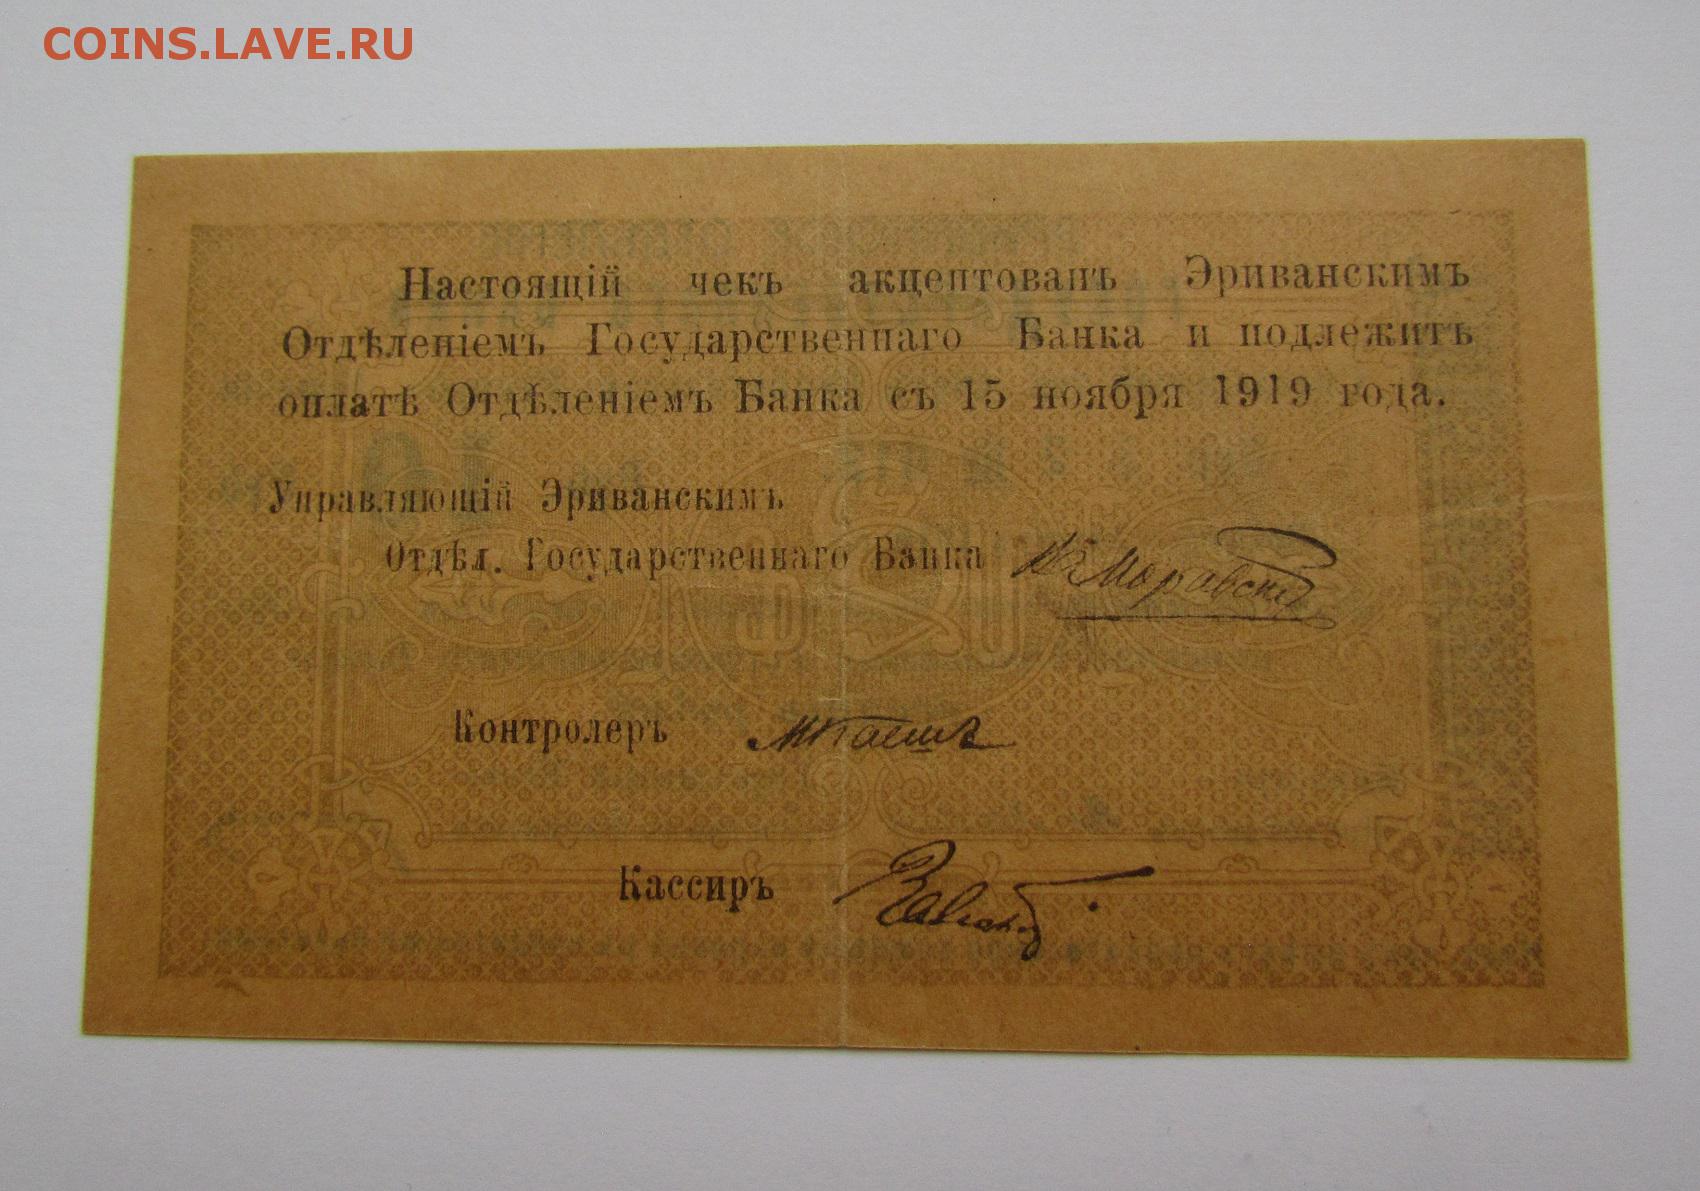 COINS.LAVE.RU
Настоящій чекъ акцептованъ Эриванскимъ
Отдѣленіемъ Государственнаго Банка и подлежитъ
оплатѣ Отдѣленіемъ Банка съ 15 ноября 1919 года.
Управляющій Эриванскимъ
Отдѣл. Государственнаго Банка
Контролеръ
Кассиръ